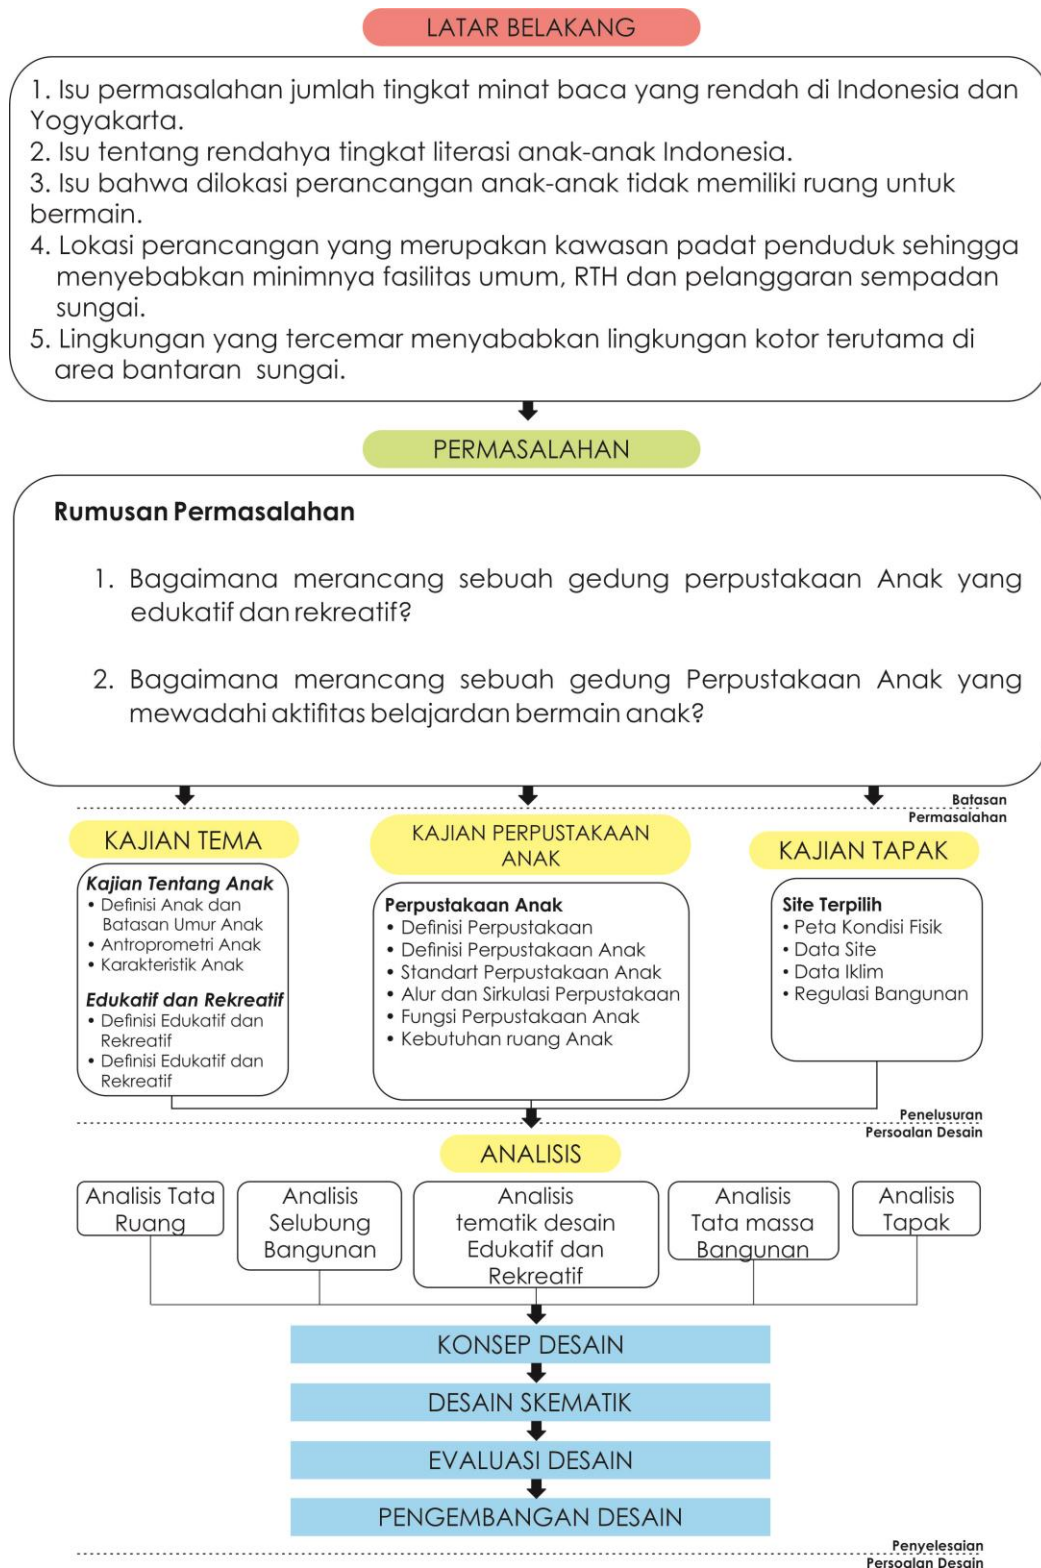 LATAR BELAKANG
1. Isu permasalahan jumlah tingkat minat baca yang rendah di Indonesia dan
Yogyakarta.
2. Isu tentang rendahya tingkat literasi anak-anak Indonesia.
3. Isu bahwa dilokasi perancangan anak-anak tidak memiliki ruang untuk
bermain.
4. Lokasi perancangan yang merupakan kawasan padat penduduk sehingga
menyebabkan minimnya fasilitas umum, RTH dan pelanggaran sempadan
sungai.
5. Lingkungan yang tercemar menyababkan lingkungan kotor terutama di
area bantaran sungai.
PERMASALAHAN
Rumusan Permasalahan
1. Bagaimana merancang sebuah gedung perpustakaan Anak yang
edukatif dan rekreatif?
2. Bagaimana merancang sebuah gedung Perpustakaan Anak yang
mewadahi aktifitas belajardan bermain anak?
Batasan
Permasalahan
KAJIAN TEMA
Kajian Tentang Anak
• Definisi Anak dan
Batasan Umur Anak
• Antroprometri Anak
• Karakteristik Anak
Edukatif dan Rekreatif
• Definisi Edukatif dan
Rekreatif
• Definisi Edukatif dan
Rekreatif
KAJIAN PERPUSTAKAAN
ANAK
Perpustakaan Anak
• Definisi Perpustakaan
• Definisi Perpustakaan Anak
• Standart Perpustakaan Anak
• Alur dan Sirkulasi Perpustakaan
• Fungsi Perpustakaan Anak
• Kebutuhan ruang Anak
KAJIAN TAPAK
Site Terpilih
• Peta Kondisi Fisik
• Data Site
• Data Iklim
• Regulasi Bangunan
Penelusuran
Persoalan Desain
ANALISIS
Analisis Tata
Ruang
Analisis
Selubung
Bangunan
Analisis
tematik desain
Edukatif dan
Rekreatif
Analisis
Tata massa
Bangunan
Analisis
Tapak
KONSEP DESAIN
DESAIN SKEMATIK
EVALUASI DESAIN
PENGEMBANGAN DESAIN
Penyelesaian
Persoalan Desain